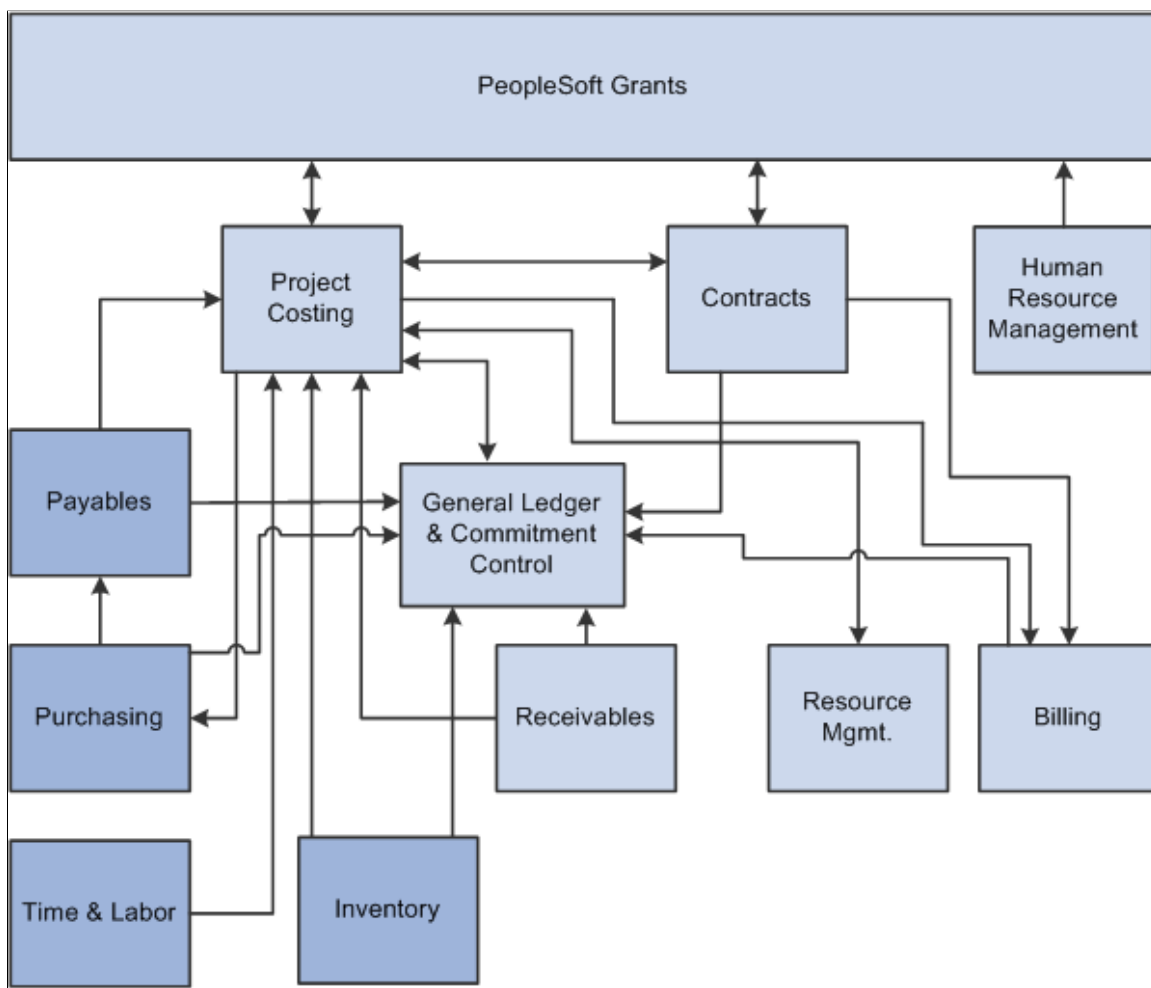 PeopleSoft Grants
Project
Costing
Contracts
Human
Resource
Management
Payables
General Ledger
& Commitment
Control
Purchasing
Receivables
Resource
Mgmt.
Billing
Time & Labor
Inventory